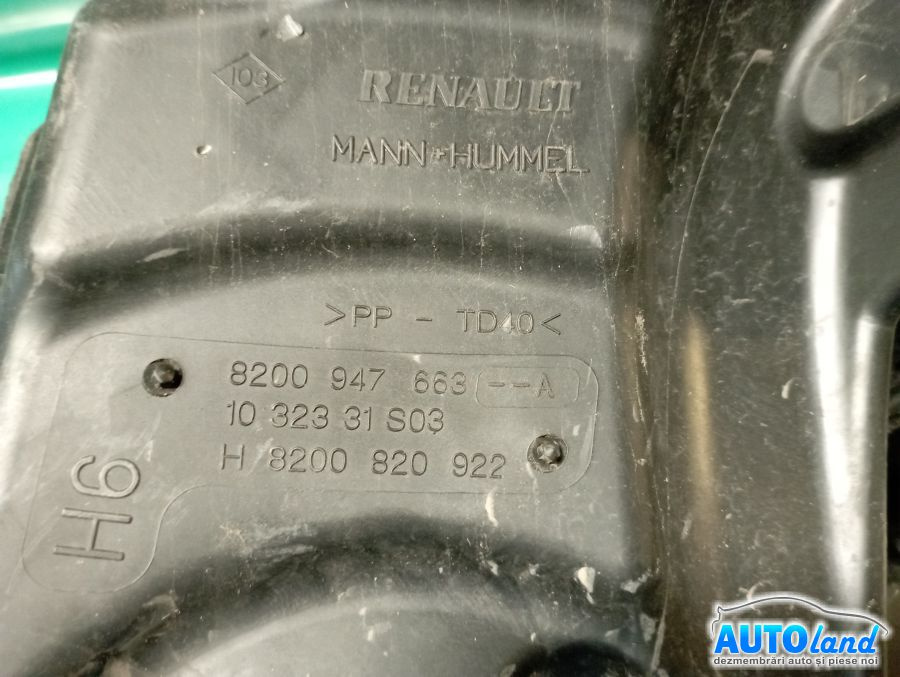 103
RENAULT
MANN+HUMMEL
>PP - TD40<
8200 947 663 --A
10 323 31 S03
H 8200 820 922
H6
AUTOland
dezmembrări auto și piese noi